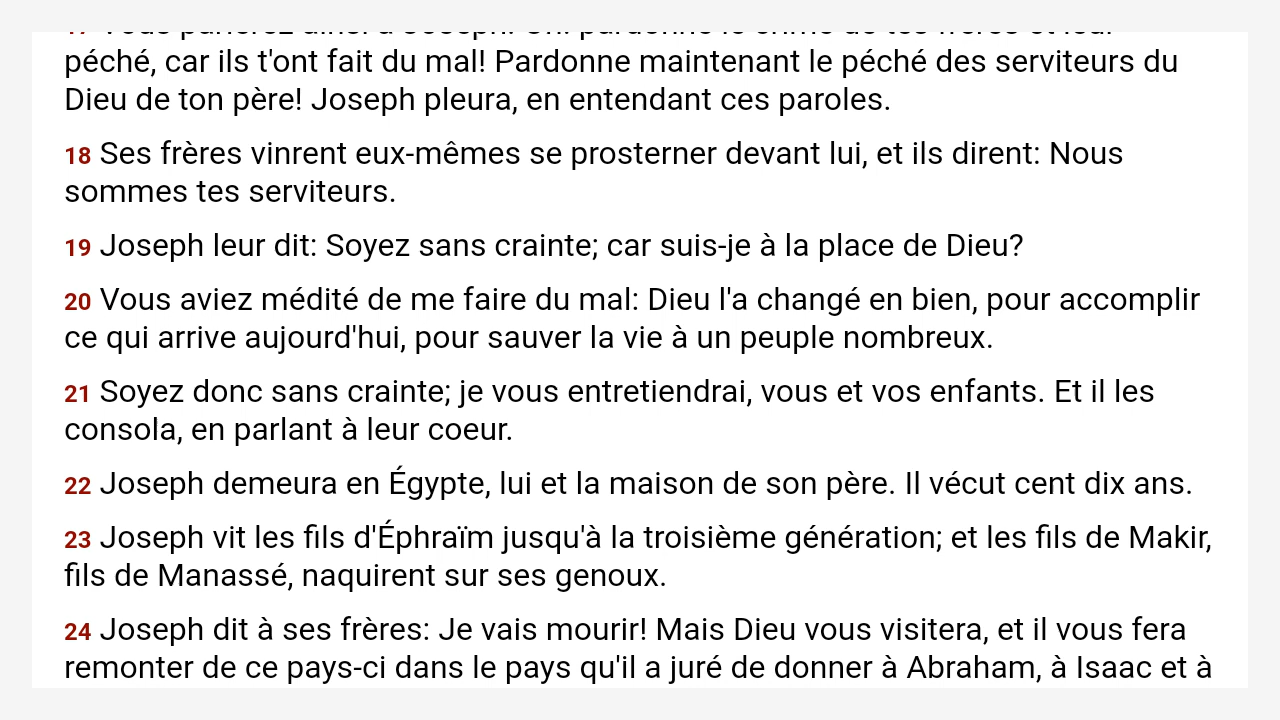 péché, car ils t'ont fait du mal! Pardonne maintenant le péché des serviteurs du
Dieu de ton père! Joseph pleura, en entendant ces paroles.
18 Ses frères vinrent eux-mêmes se prosterner devant lui, et ils dirent: Nous
sommes tes serviteurs.
19 Joseph leur dit: Soyez sans crainte; car suis-je à la place de Dieu?
20 Vous aviez médité de me faire du mal: Dieu l'a changé en bien, pour accomplir
ce qui arrive aujourd'hui, pour sauver la vie à un peuple nombreux.
21 Soyez donc sans crainte; je vous entretiendrai, vous et vos enfants. Et il les
consola, en parlant à leur coeur.
22 Joseph demeura en Égypte, lui et la maison de son père. Il vécut cent dix ans.
23 Joseph vit les fils d'Éphraïm jusqu'à la troisième génération; et les fils de Makir,
fils de Manassé, naquirent sur ses genoux.
24 Joseph dit à ses frères: Je vais mourir! Mais Dieu vous visitera, et il vous fera
remonter de ce pays-ci dans le pays qu'il a juré de donner à Abraham, à Isaac et à